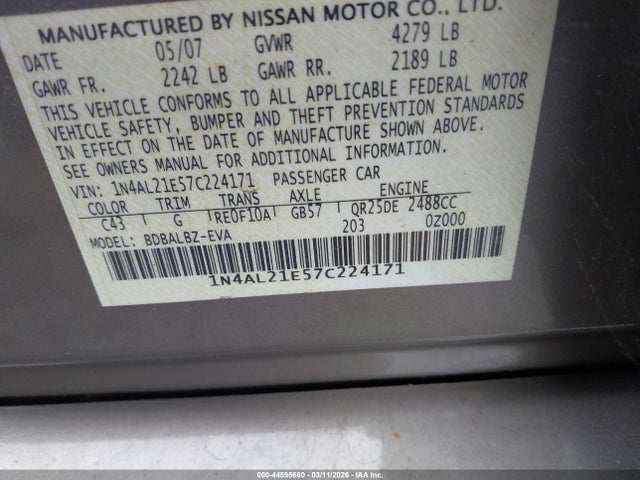 MANUFACTURED BY NISSAN MOTOR CO., LTD.
DATE 05/07 GVWR 4279 LB
GAWR FR. 2242 LB GAWR RR. 2189 LB
THIS VEHICLE CONFORMS TO ALL APPLICABLE FEDERAL MOTOR
VEHICLE SAFETY, BUMPER AND THEFT PREVENTION STANDARDS
IN EFFECT ON THE DATE OF MANUFACTURE SHOWN ABOVE.
SEE OWNERS MANUAL FOR ADDITIONAL INFORMATION
VIN: 1N4AL21E57C224171 PASSENGER CAR
COLOR TRIM TRANS AXLE ENGINE
C43 G RE0F10A GB57 QR25DE 2488CC
MODEL: BDBALBZ-EVA 203 0Z000
1N4AL21E57C224171
000-44595660 - 03/11/2026 - IAA Inc.